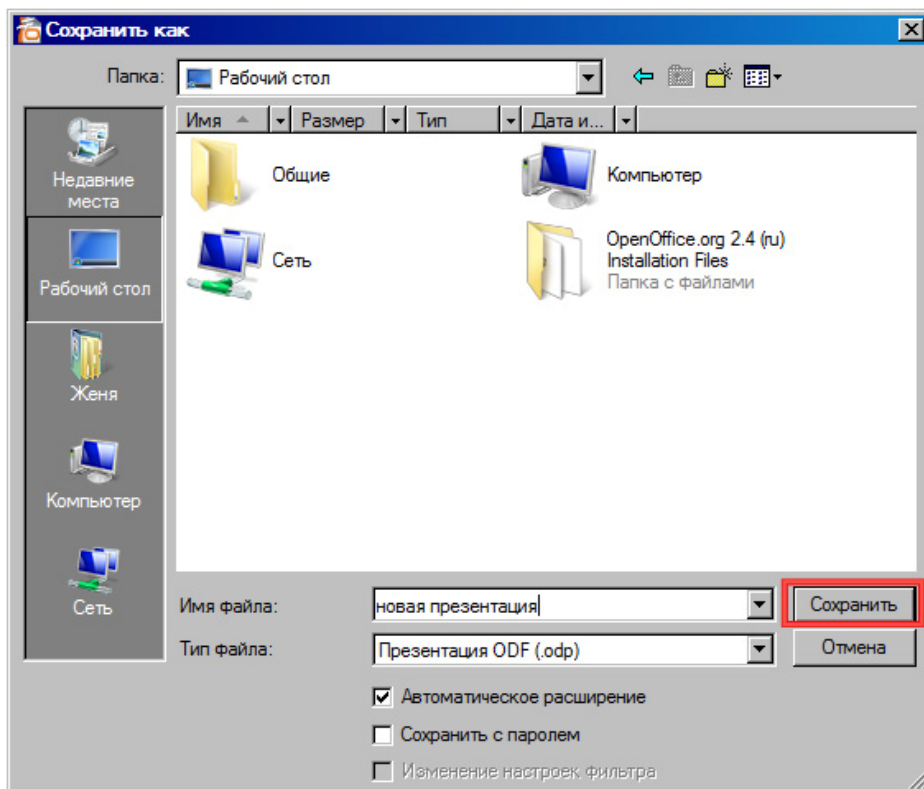 Сохранить как
Папка:
Рабочий стол
Имя
Размер
Тип
Дата и...
Недавние
места
Рабочий стол
Женя
Компьютер
Сеть
Общие
Компьютер
Сеть
OpenOffice.org 2.4 (ru)
Installation Files
Папка с файлами
Имя файла:
новая презентация
Сохранить
Тип файла:
Презентация ODF (.odp)
Отмена
Автоматическое расширение
Сохранить с паролем
Изменение настроек фильтра